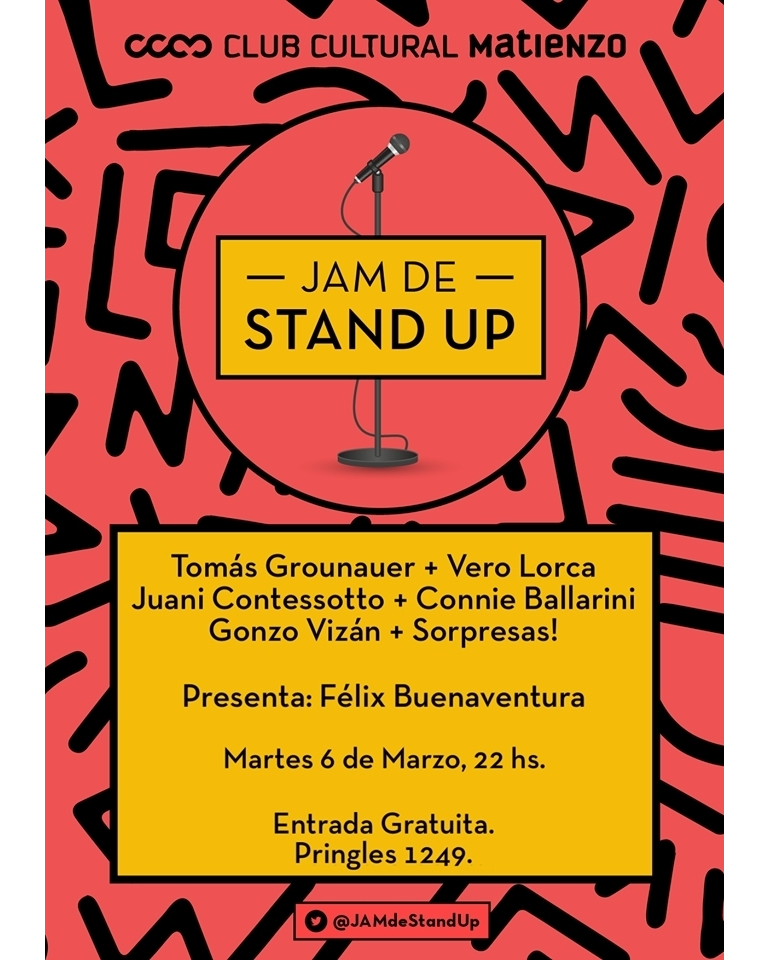 CCCM CLUB CULTURAL MATIENZO
— JAM DE —
STAND UP
Tomás Grounauer + Vero Lorca
Juani Contessotto + Connie Ballarini
Gonzo Vizán + Sorpresas!
Presenta: Félix Buenaventura
Martes 6 de Marzo, 22 hs.
Entrada Gratuita.
Pringles 1249.
@JAMdeStandUp